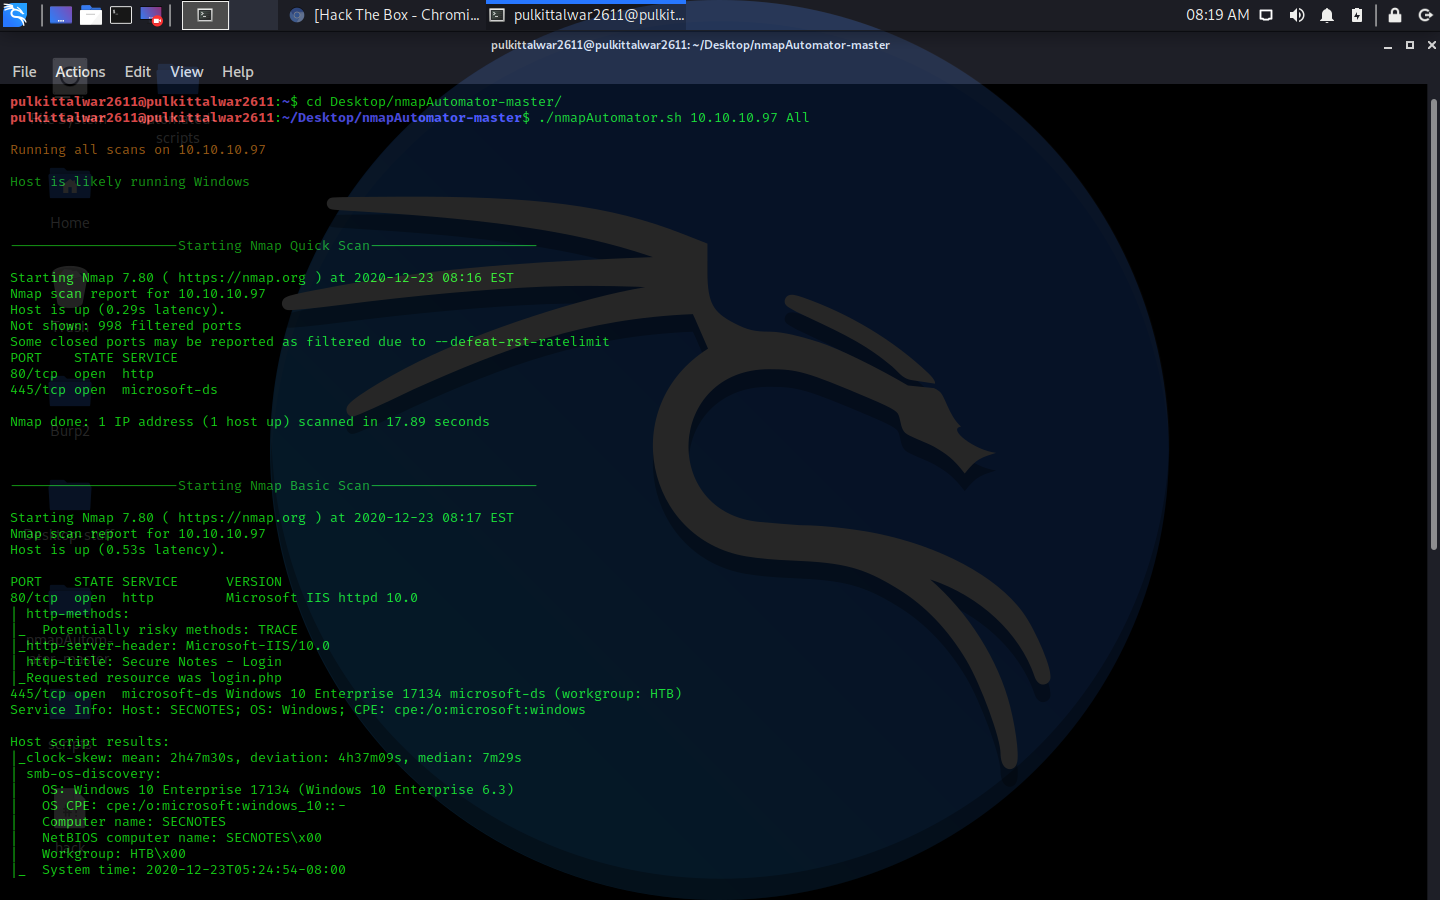 [Hack The Box - Chromi...
pulkittalwar2611@pulkit...
08:19 AM
pulkittalwar2611@pulkittalwar2611: ~/Desktop/nmapAutomator-master
File Actions Edit View Help
pulkittalwar2611@pulkittalwar2611:~$ cd Desktop/nmapAutomator-master/
pulkittalwar2611@pulkittalwar2611:~/Desktop/nmapAutomator-master$ ./nmapAutomator.sh 10.10.10.97 All
scripts
Running all scans on 10.10.10.97
Host is likely running Windows
Home
---------------------Starting Nmap Quick Scan---------------------
Starting Nmap 7.80 ( https://nmap.org ) at 2020-12-23 08:16 EST
Nmap scan report for 10.10.10.97
Host is up (0.29s latency).
Not shown: 998 filtered ports
Some closed ports may be reported as filtered due to --defeat-rst-ratelimit
PORT    STATE SERVICE
80/tcp  open  http
445/tcp open  microsoft-ds
Nmap done: 1 IP address (1 host up) scanned in 17.89 seconds
Burp2
---------------------Starting Nmap Basic Scan---------------------
Starting Nmap 7.80 ( https://nmap.org ) at 2020-12-23 08:17 EST
Nmap scan report for 10.10.10.97
Host is up (0.53s latency).
PORT    STATE SERVICE      VERSION
80/tcp  open  http         Microsoft IIS httpd 10.0
| http-methods:
|_  Potentially risky methods: TRACE
|_http-server-header: Microsoft-IIS/10.0
| http-title: Secure Notes - Login
|_Requested resource was login.php
445/tcp open  microsoft-ds Windows 10 Enterprise 17134 microsoft-ds (workgroup: HTB)
Service Info: Host: SECNOTES; OS: Windows; CPE: cpe:/o:microsoft:windows
Host script results:
|_clock-skew: mean: 2h47m30s, deviation: 4h37m09s, median: 7m29s
| smb-os-discovery:
|   OS: Windows 10 Enterprise 17134 (Windows 10 Enterprise 6.3)
|   OS CPE: cpe:/o:microsoft:windows_10::-
|   Computer name: SECNOTES
|   NetBIOS computer name: SECNOTES\x00
|   Workgroup: HTB\x00
|_  System time: 2020-12-23T05:24:54-08:00